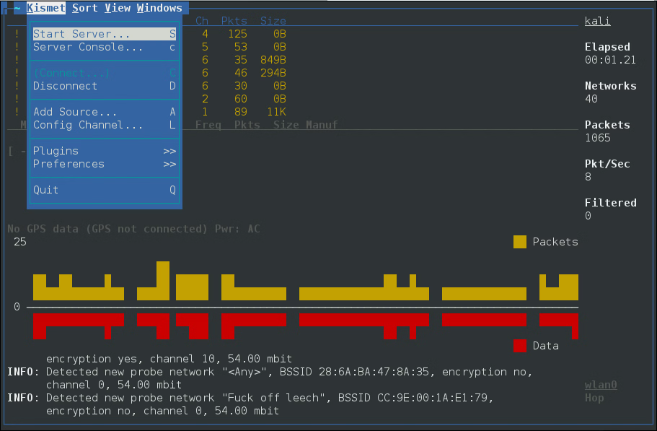 ~ Kismet Sort View Windows
Ch Pkts Size
kali
! Start Server... S 4 125 0B
! Server Console... c 5 53 0B
Elapsed
00:01.21
! 6 35 849B
! (Connect...) C 6 46 294B
! Disconnect D 6 30 0B
Networks
40
! 2 60 0B
! Add Source... A 1 89 11K
Packets
1065
M Config Channel... L Freq Pkts Size Manuf
[ - Plugins >>
Preferences >>
Pkt/Sec
8
Quit Q
Filtered
0
No GPS data (GPS not connected) Pwr: AC
25
Packets
0
Data
encryption yes, channel 10, 54.00 mbit
INFO: Detected new probe network "<Any>", BSSID 28:6A:BA:47:8A:35, encryption no,
channel 0, 54.00 mbit
wlan0
INFO: Detected new probe network "Fuck off leech", BSSID CC:9E:00:1A:E1:79,
Hop
encryption no, channel 0, 54.00 mbit